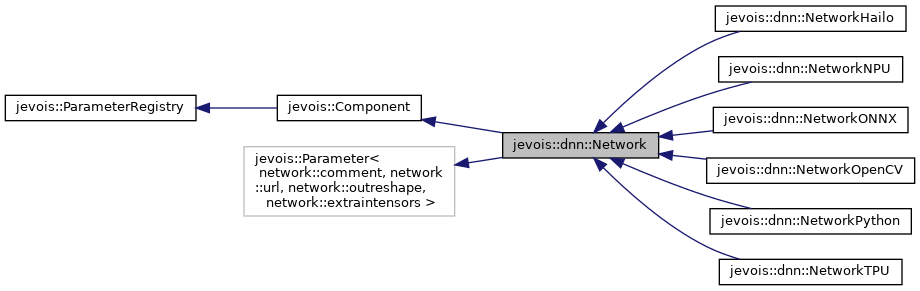 jevois::ParameterRegistry
jevois::Component
jevois::Parameter<
network::comment, network
::url, network::outreshape,
network::extraintensors >
jevois::dnn::Network
jevois::dnn::NetworkHailo
jevois::dnn::NetworkNPU
jevois::dnn::NetworkONNX
jevois::dnn::NetworkOpenCV
jevois::dnn::NetworkPython
jevois::dnn::NetworkTPU